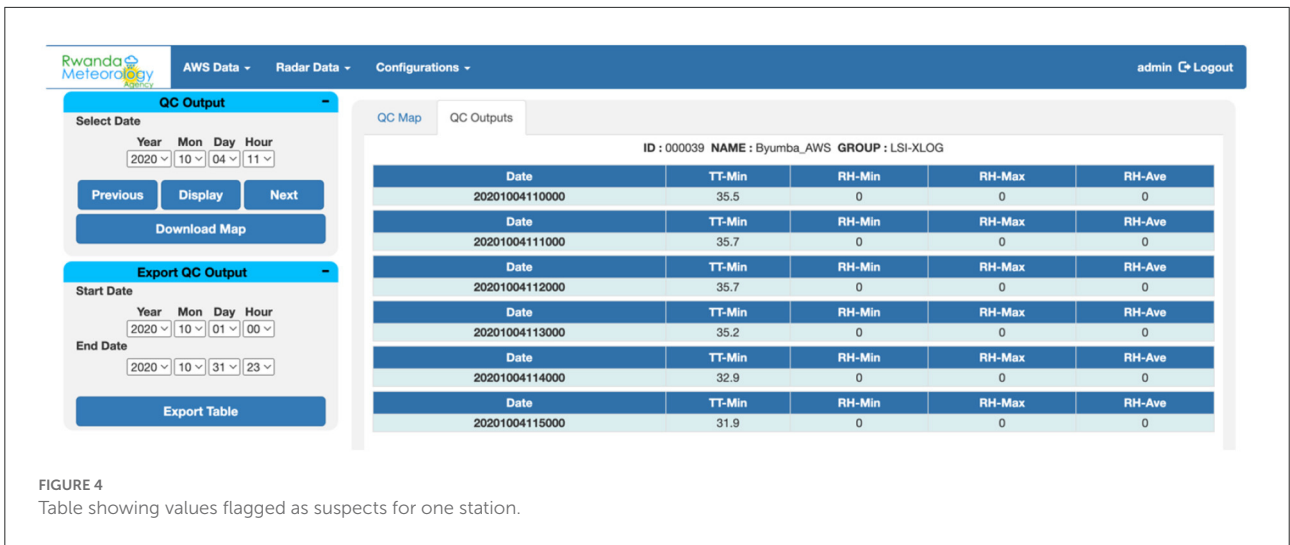 Rwanda
Meteorology
Agency
AWS Data
Radar Data
Configurations
admin Logout
QC Output -
Select Date
Year Mon Day Hour
2020 10 04 11
Previous Display Next
Download Map
Export QC Output -
Start Date
Year Mon Day Hour
2020 10 01 00
End Date
2020 10 31 23
Export Table
QC Map QC Outputs
ID : 000039 NAME : Byumba_AWS GROUP : LSI-XLOG
Date TT-Min RH-Min RH-Max RH-Ave
20201004110000 35.5 0 0 0
Date TT-Min RH-Min RH-Max RH-Ave
20201004111000 35.7 0 0 0
Date TT-Min RH-Min RH-Max RH-Ave
20201004112000 35.7 0 0 0
Date TT-Min RH-Min RH-Max RH-Ave
20201004113000 35.2 0 0 0
Date TT-Min RH-Min RH-Max RH-Ave
20201004114000 32.9 0 0 0
Date TT-Min RH-Min RH-Max RH-Ave
20201004115000 31.9 0 0 0
FIGURE 4
Table showing values flagged as suspects for one station.